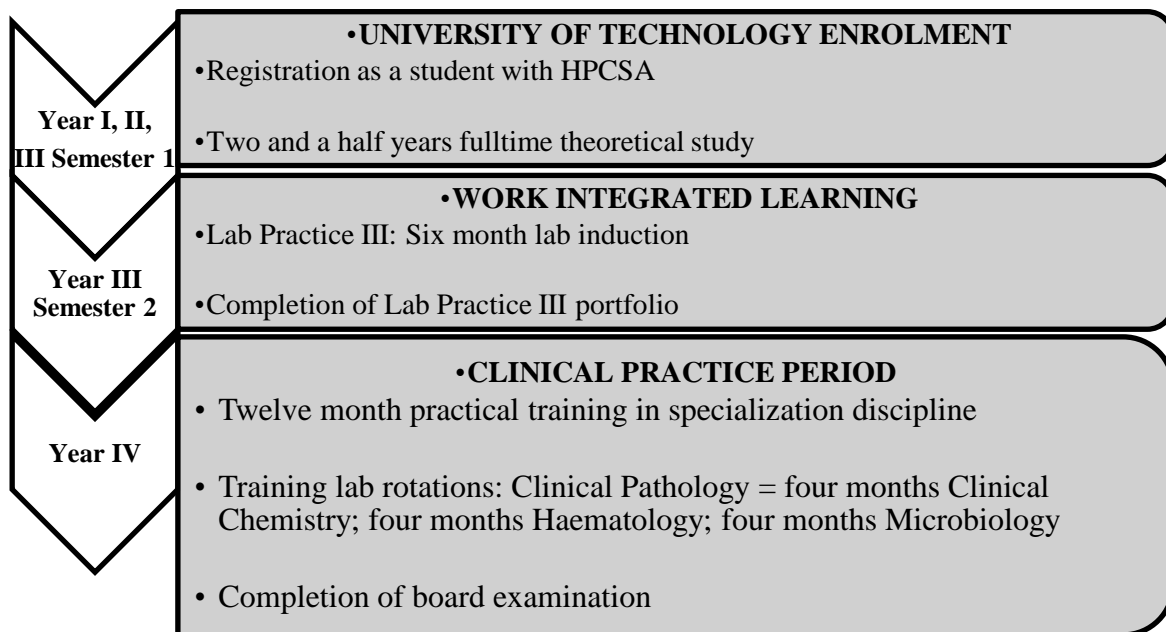 •UNIVERSITY OF TECHNOLOGY ENROLMENT
•Registration as a student with HPCSA
Year I, II,
III Semester 1
•Two and a half years fulltime theoretical study
•WORK INTEGRATED LEARNING
•Lab Practice III: Six month lab induction
Year III
Semester 2
•Completion of Lab Practice III portfolio
•CLINICAL PRACTICE PERIOD
• Twelve month practical training in specialization discipline
Year IV
• Training lab rotations: Clinical Pathology = four months Clinical
Chemistry; four months Haematology; four months Microbiology
• Completion of board examination